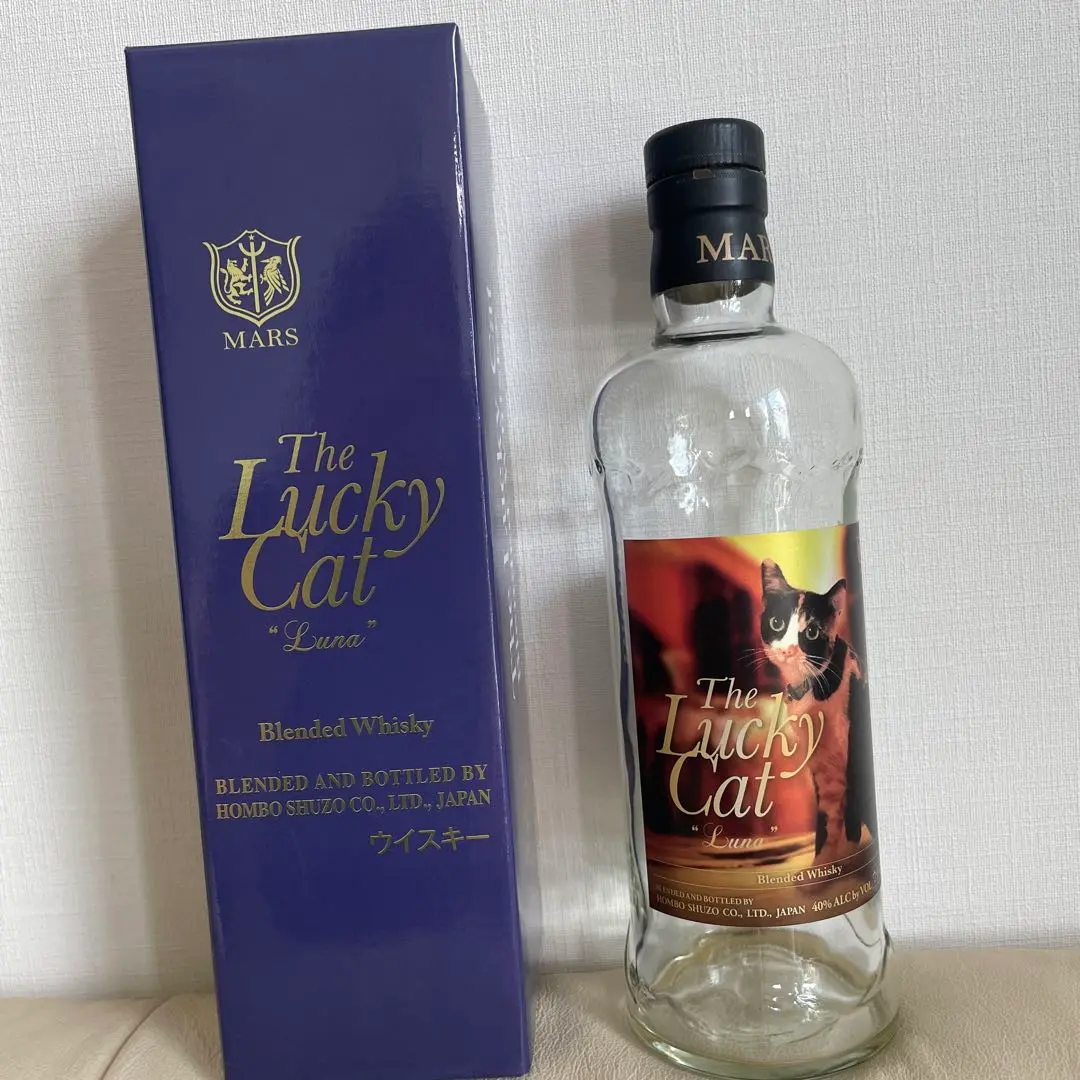 MARS
The
Lucky
Cat
"Luna"
Blended Whisky
BLENDED AND BOTTLED BY
HOMBO SHUZO CO., LTD., JAPAN
ウイスキー
MAR
The
Lucky
Cat
"Luna"
Blended Whisky
BLENDED AND BOTTLED BY
HOMBO SHUZO CO., LTD., JAPAN 40% ALC by VOL